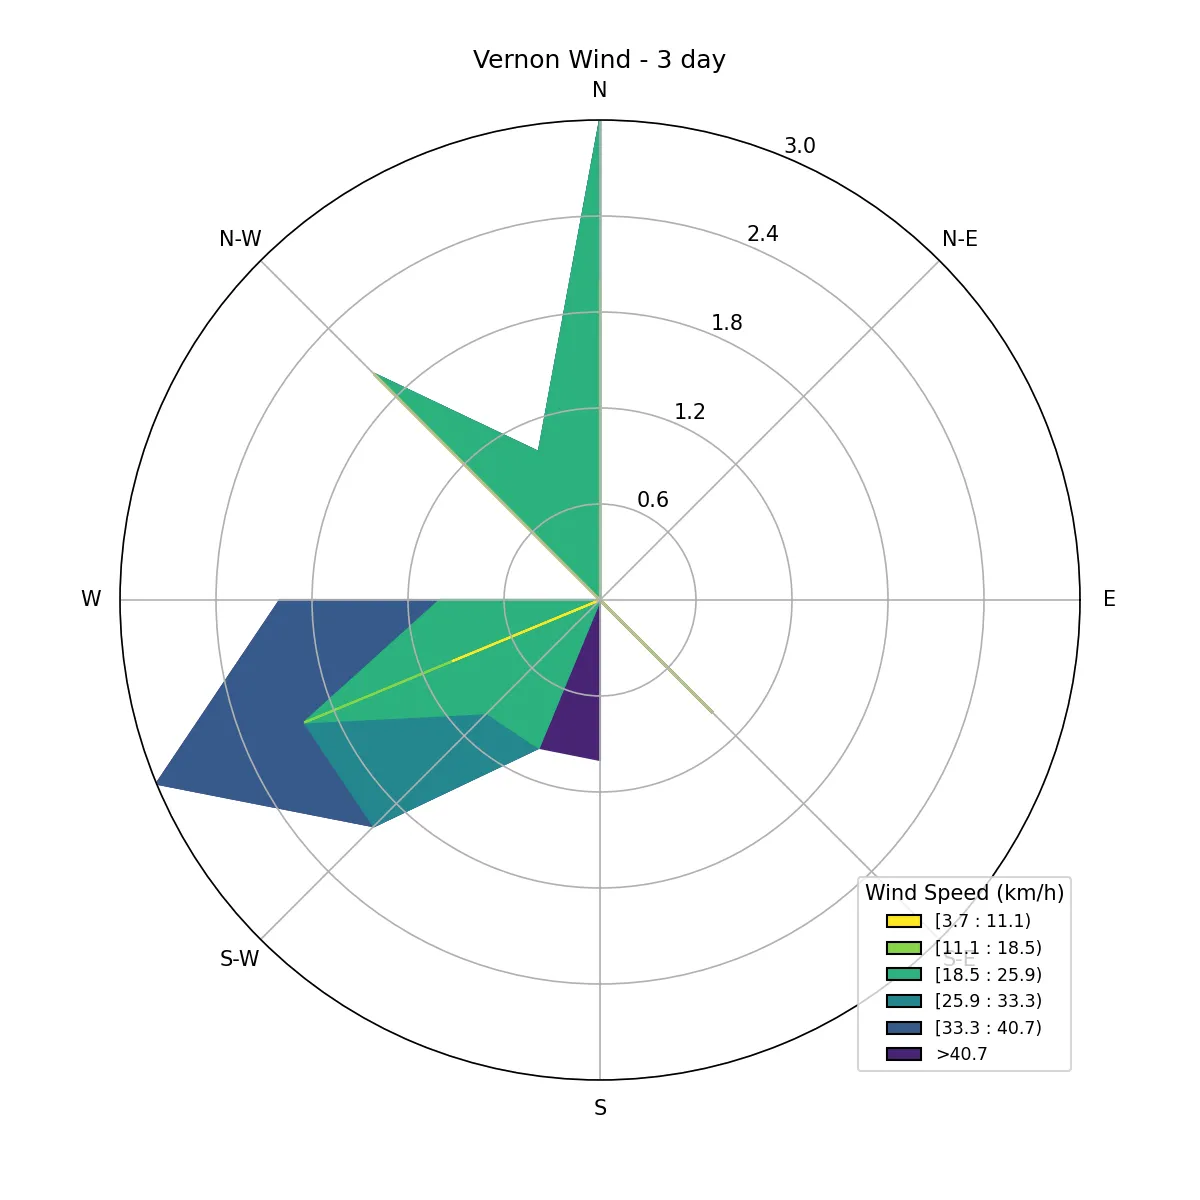 Vernon Wind - 3 day
N
3.0
N-W
N-E
2.4
1.8
1.2
0.6
W
E
S-W
S-E
Wind Speed (km/h)
[3.7 : 11.1)
[11.1 : 18.5)
[18.5 : 25.9)
[25.9 : 33.3)
[33.3 : 40.7)
>40.7
S